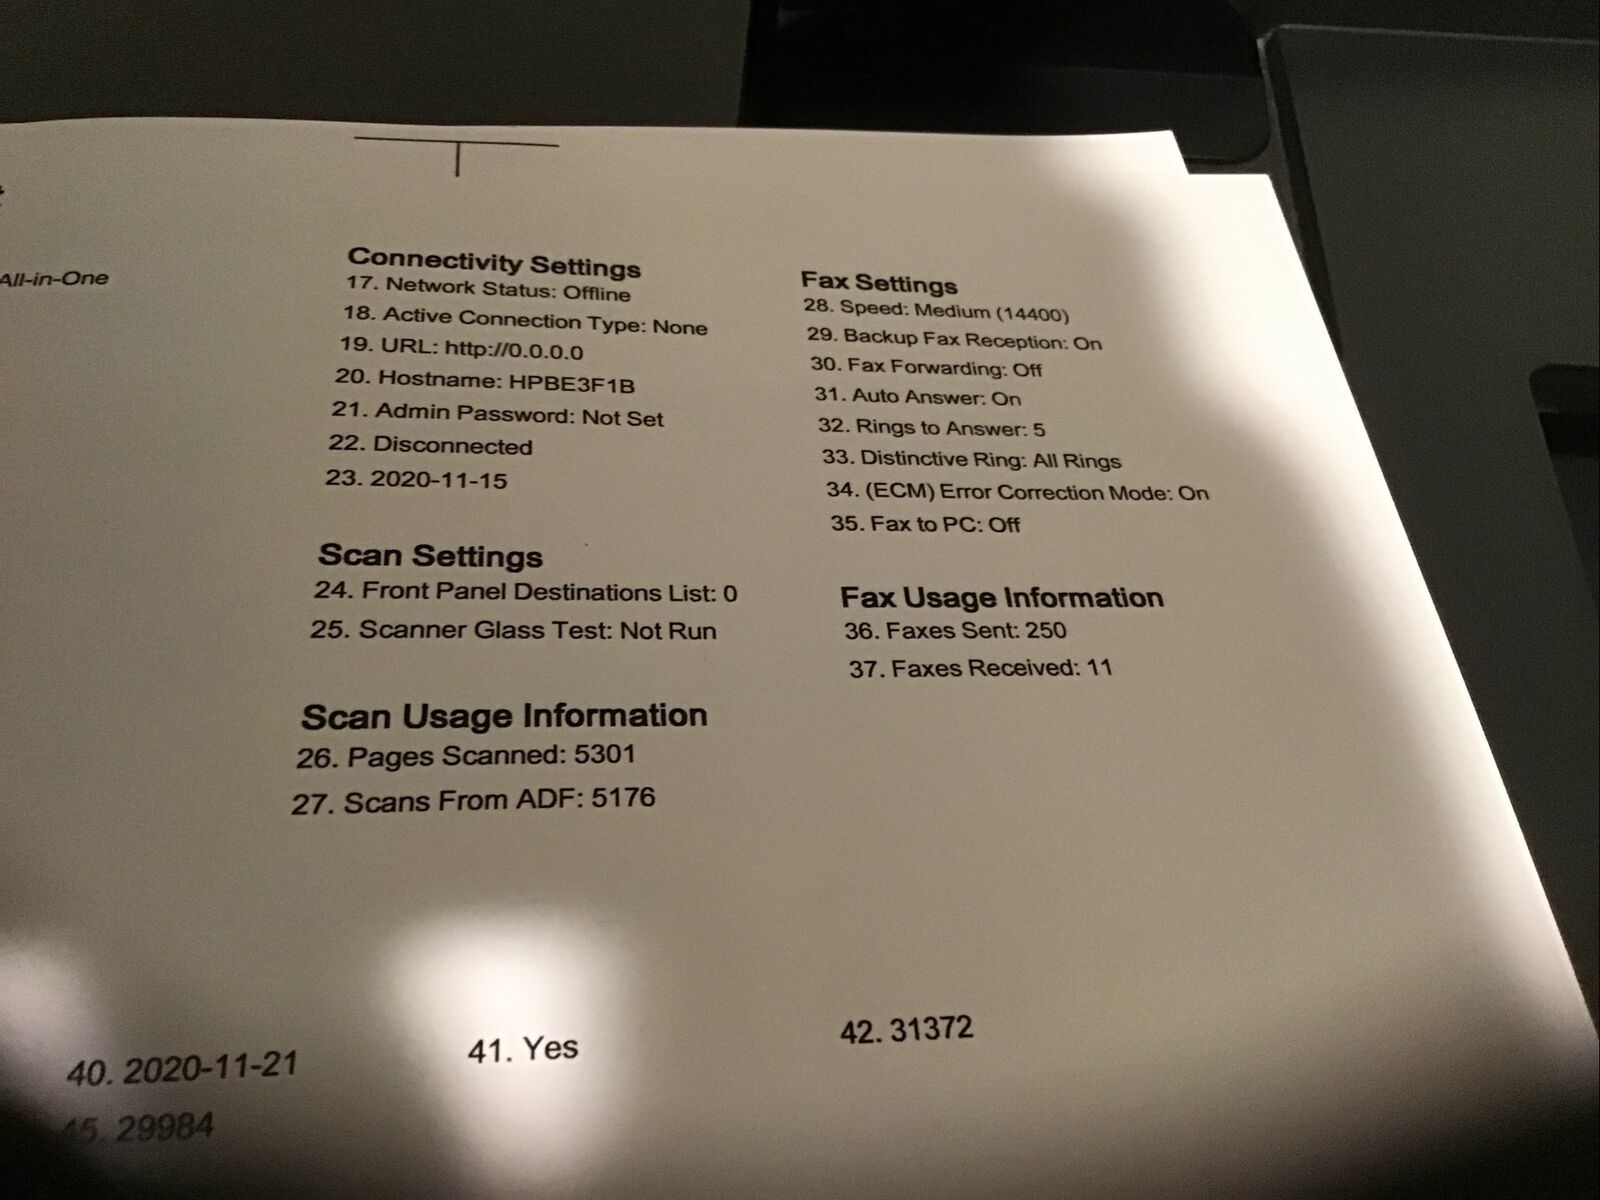 All-in-One
Connectivity Settings
17. Network Status: Offline
18. Active Connection Type: None
19. URL: http://0.0.0.0
20. Hostname: HPBE3F1B
21. Admin Password: Not Set
22. Disconnected
23. 2020-11-15
Scan Settings
24. Front Panel Destinations List: 0
25. Scanner Glass Test: Not Run
Scan Usage Information
26. Pages Scanned: 5301
27. Scans From ADF: 5176
Fax Settings
28. Speed: Medium (14400)
29. Backup Fax Reception: On
30. Fax Forwarding: Off
31. Auto Answer: On
32. Rings to Answer: 5
33. Distinctive Ring: All Rings
34. (ECM) Error Correction Mode: On
35. Fax to PC: Off
Fax Usage Information
36. Faxes Sent: 250
37. Faxes Received: 11
40. 2020-11-21
41. Yes
42. 31372
45. 29984